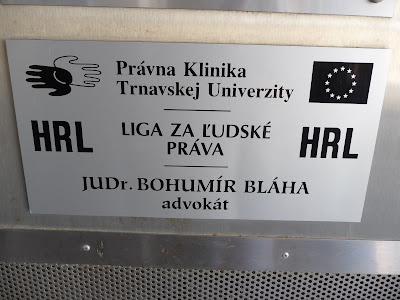 Právna Klinika
Trnavskej Univerzity
HRL LIGA ZA ĽUDSKÉ HRL
PRÁVA
JUDr. BOHUMÍR BLÁHA
advokát